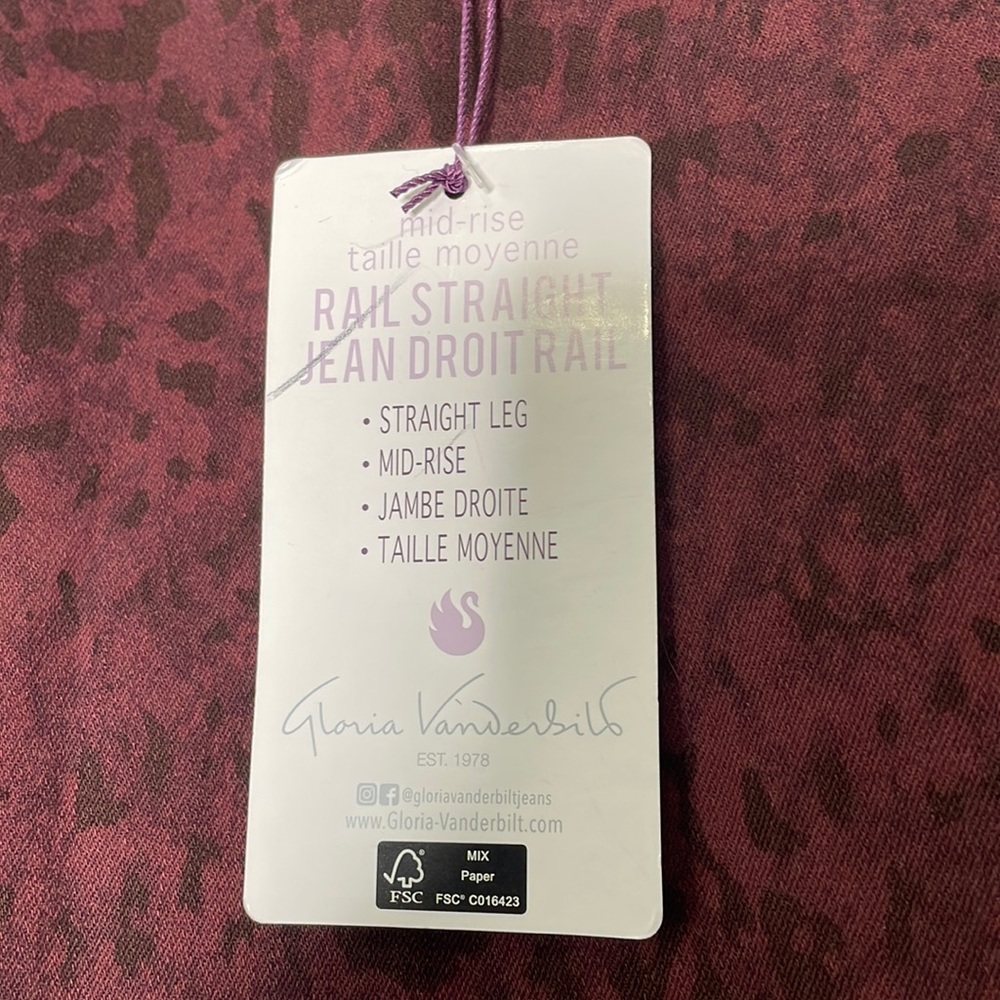 mid-rise
taille moyenne
RAIL STRAIGHT
JEAN DROIT RAIL
• STRAIGHT LEG
• MID-RISE
• JAMBE DROITE
• TAILLE MOYENNE
Gloria Vanderbilt
EST. 1978
@gloriavanderbiltjeans
www.Gloria-Vanderbilt.com
MIX
Paper
FSC® C016423
FSC